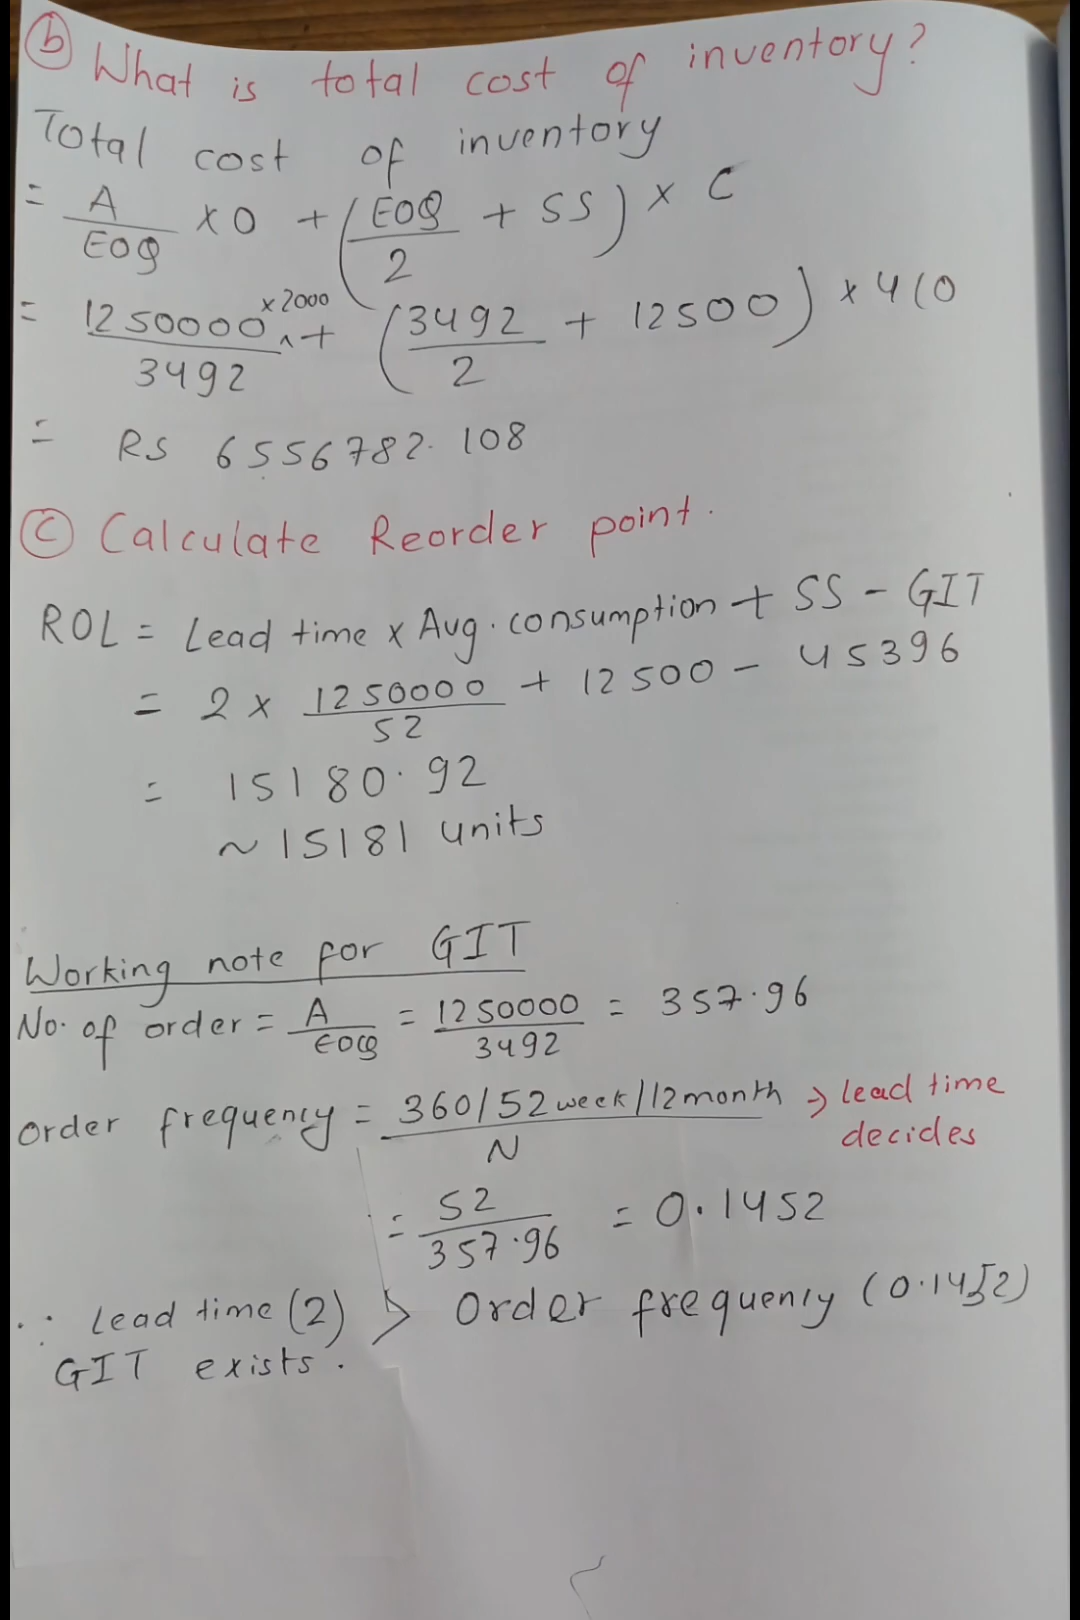 ⓑ What is total cost of inventory?
Total cost of inventory
= A/EOQ x O + (EOQ/2 + SS) x C
= 1250000/3492 x 2000 + (3492/2 + 12500) x 410
= RS 6556782.108
ⓒ Calculate Reorder point.
ROL = Lead time x Avg. consumption + SS - GIT
= 2 x 1250000/52 + 12500 - 45396
= 15180.92
~ 15181 units
Working note for GIT
No. of order = A/EOQ = 1250000/3492 = 357.96
order frequency = 360/52 week/12 month/N → lead time
decides
= 52/357.96 = 0.1452
∴ Lead time (2) > Order frequency (0.1452)
GIT exists.